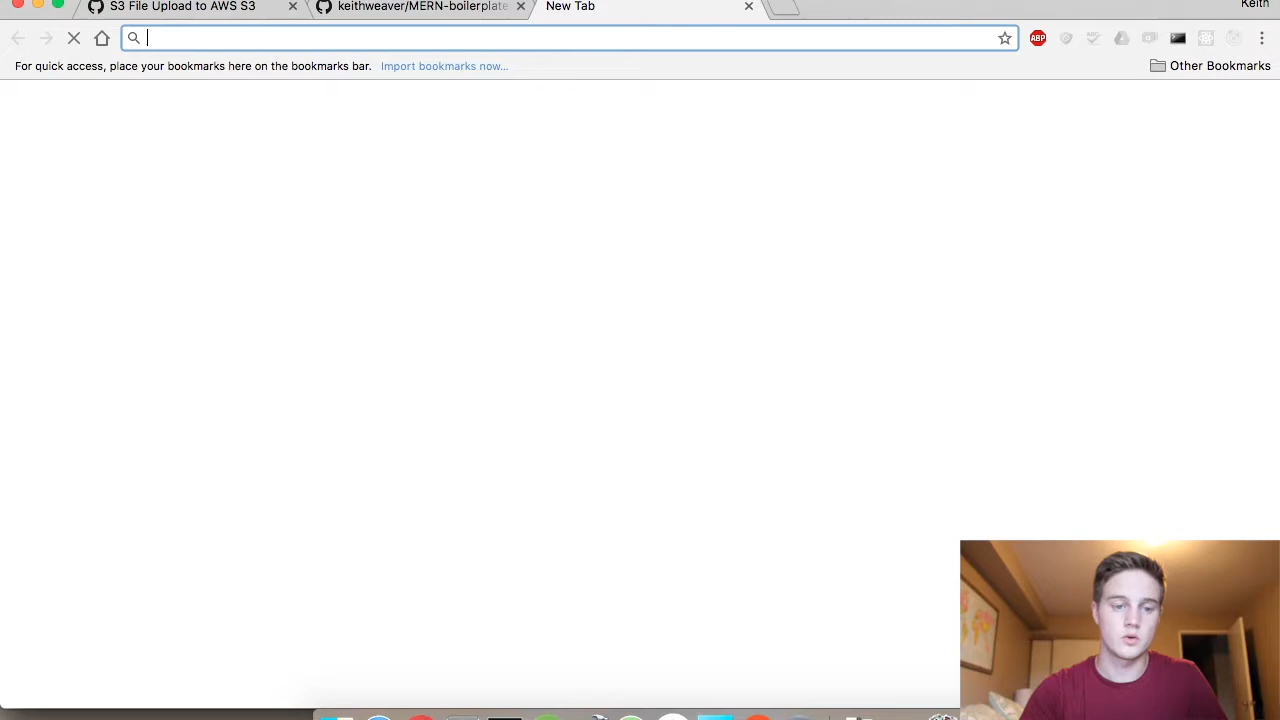 S3 File Upload to AWS S3
keithweaver/MERN-boilerplate
New Tab
Keith
ABP
For quick access, place your bookmarks here on the bookmarks bar. Import bookmarks now...
Other Bookmarks